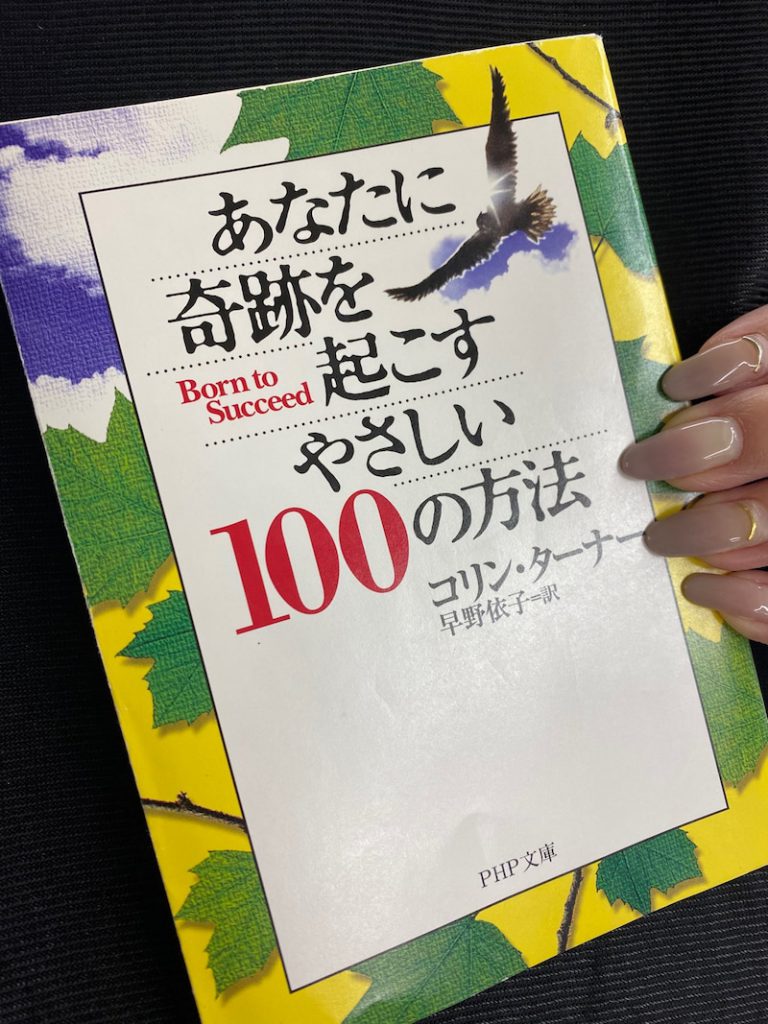 あなたに
奇跡を
Born to
Succeed
起こす
やさしい
100の方法
コリン・ターナー
早野依子=訳
PHP文庫